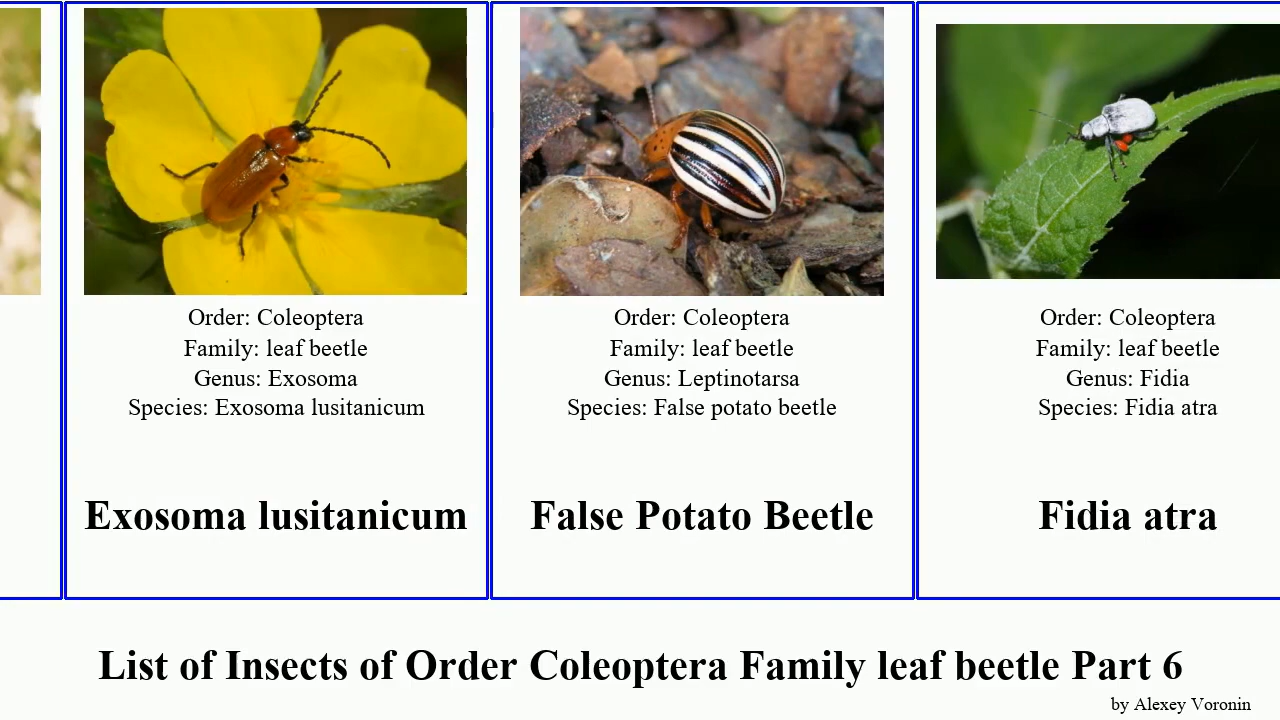 Order: Coleoptera
Family: leaf beetle
Genus: Exosoma
Species: Exosoma lusitanicum
Exosoma lusitanicum
Order: Coleoptera
Family: leaf beetle
Genus: Leptinotarsa
Species: False potato beetle
False Potato Beetle
Order: Coleoptera
Family: leaf beetle
Genus: Fidia
Species: Fidia atra
Fidia atra
List of Insects of Order Coleoptera Family leaf beetle Part 6
by Alexey Voronin